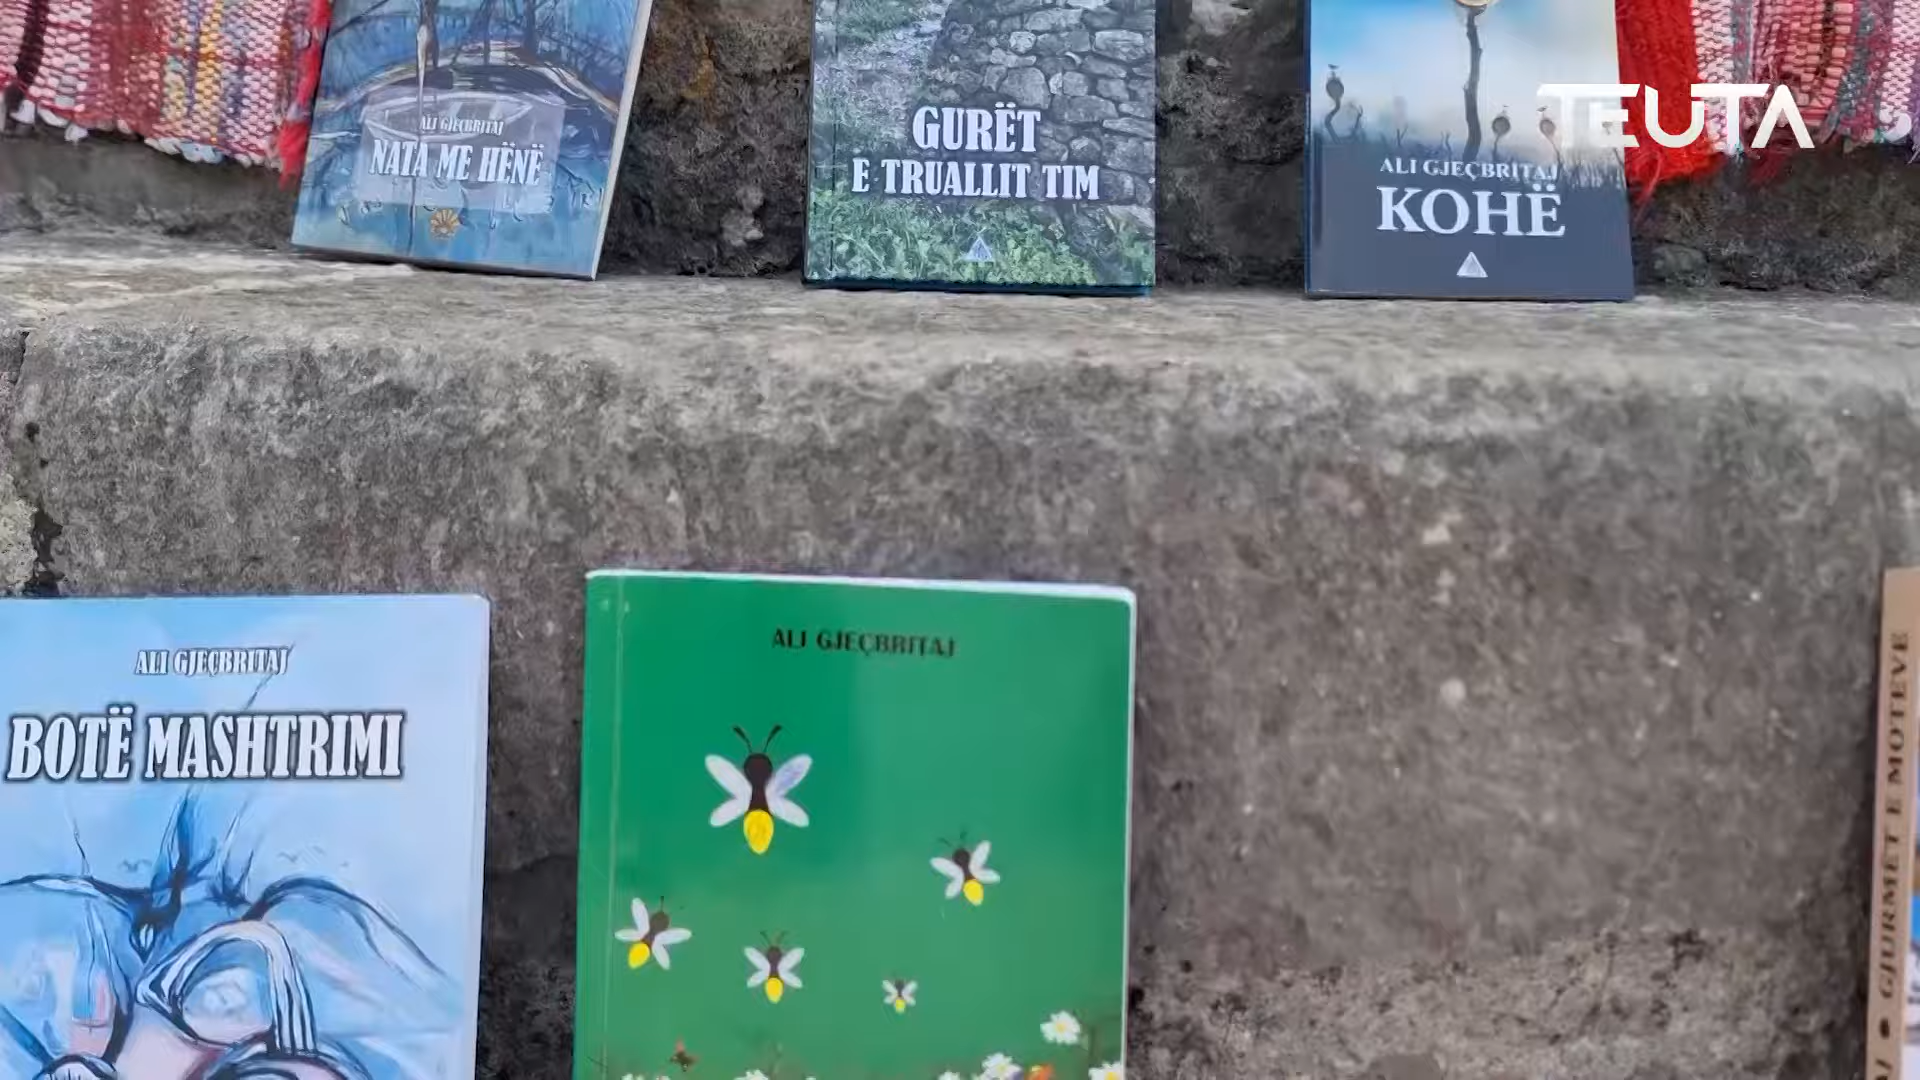 ALI GJEÇBRITAJ
NATA ME HËNË
GURËT
E TRUALLIT TIM
ALI GJEÇBRITAJ
KOHË
TEUTA
ALI GJEÇBRITAJ
BOTË MASHTRIMI
ALI GJEÇBRITAJ
GJURMËT E MOTEVE